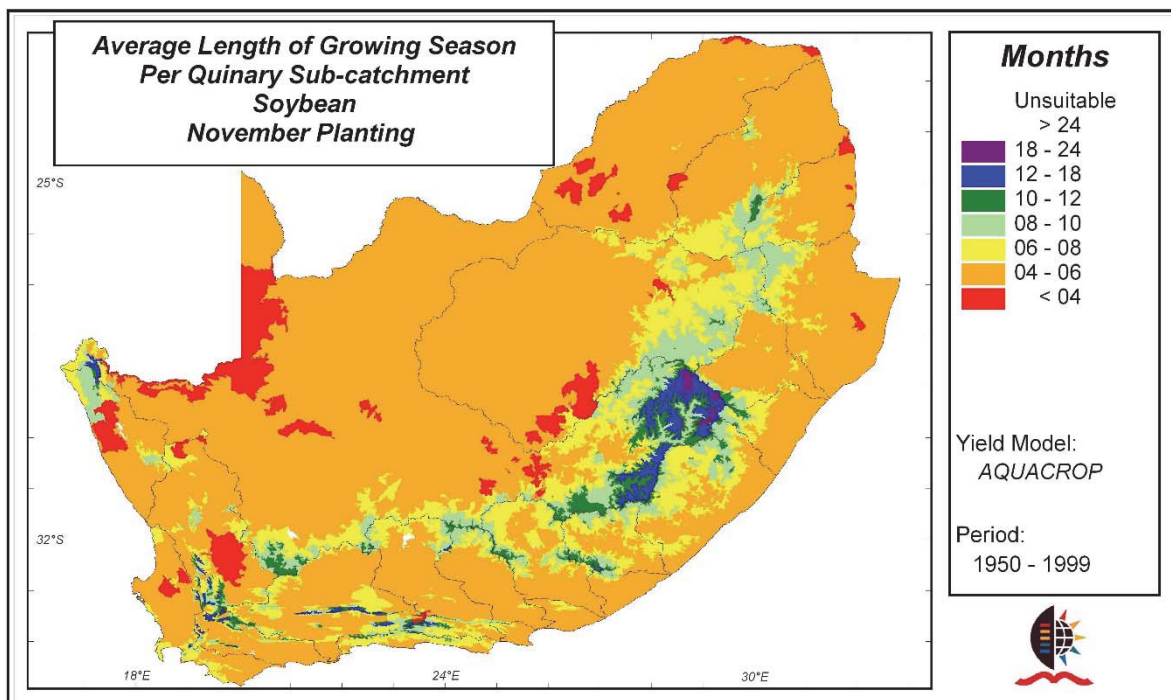 Average Length of Growing Season
Per Quinary Sub-catchment
Soybean
November Planting
25°S
32°S
18°E
24°E
30°E
Months
Unsuitable
> 24
18 - 24
12 - 18
10 - 12
08 - 10
06 - 08
04 - 06
< 04
Yield Model:
AQUACROP
Period:
1950 - 1999